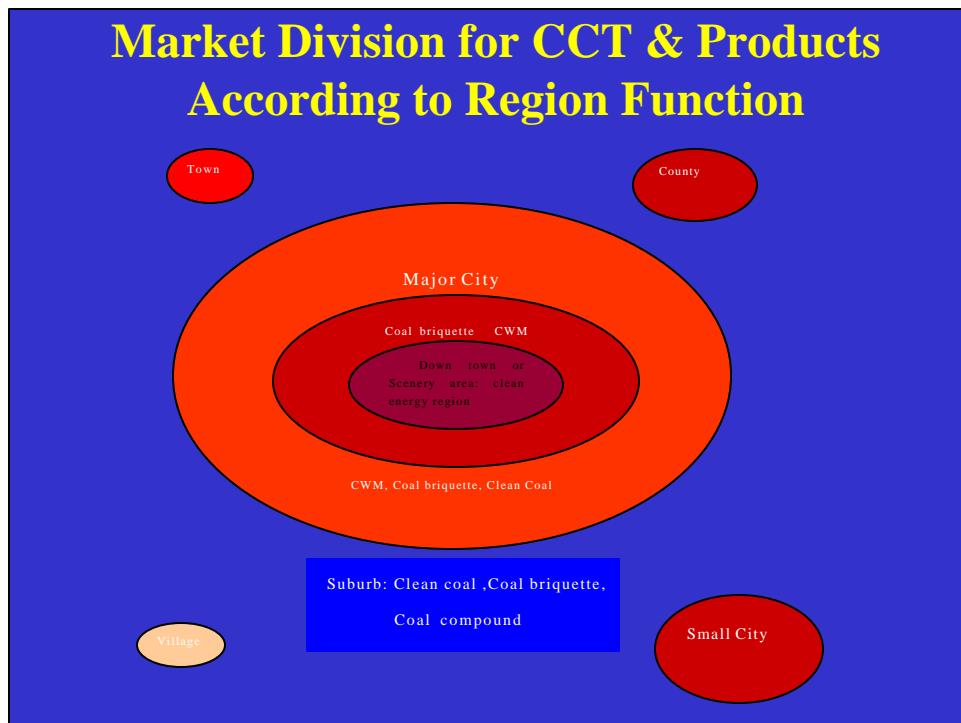 Market Division for CCT & Products
According to Region Function
Town
County
Major City
Coal briquette CWM
Down town or
Scenery area: clean
energy region
CWM, Coal briquette, Clean Coal
Suburb: Clean coal ,Coal briquette,
Coal compound
Village
Small City